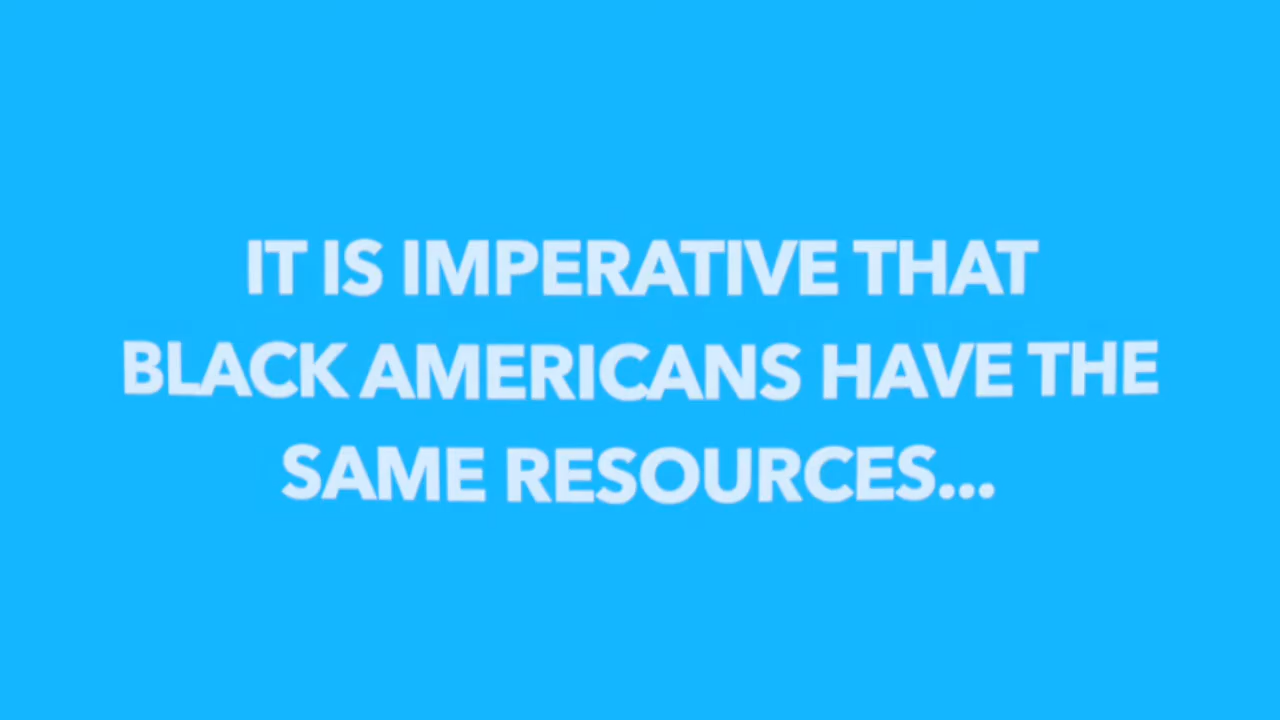 IT IS IMPERATIVE THAT
BLACK AMERICANS HAVE THE
SAME RESOURCES...